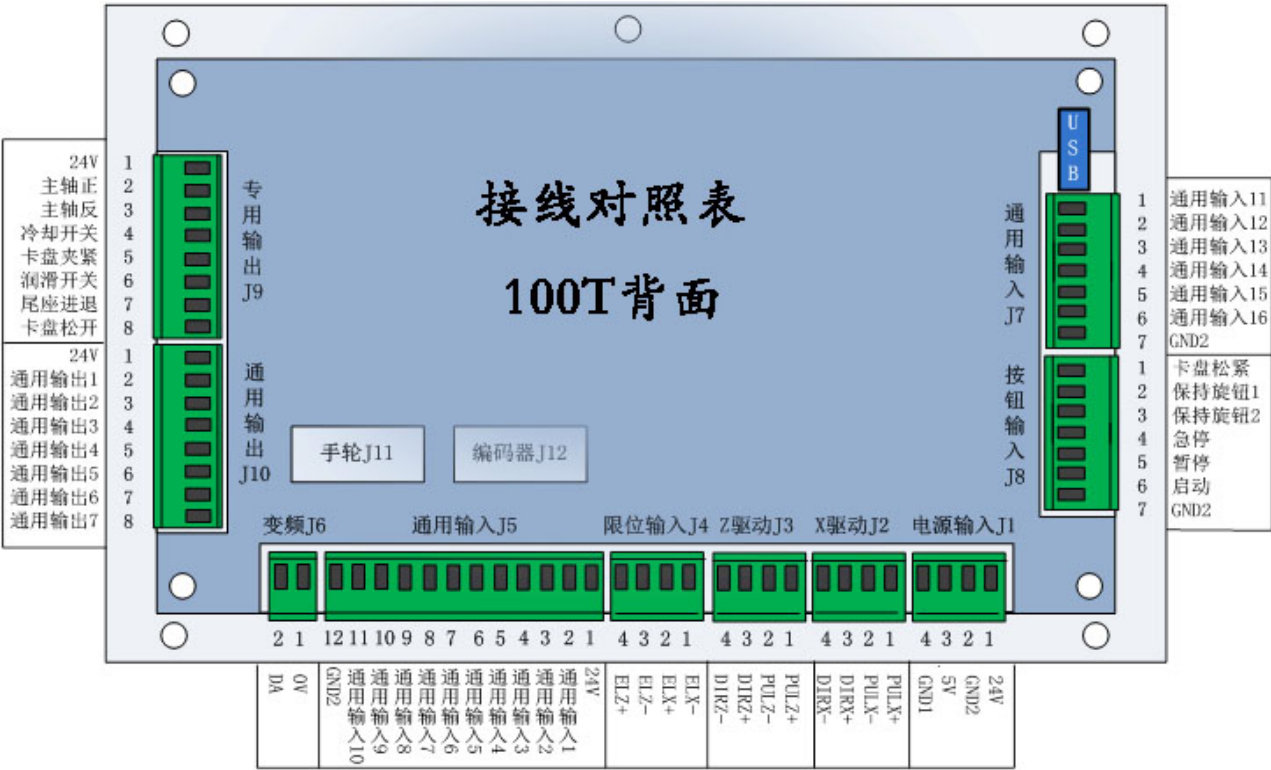 接线对照表
100T背面
24V 1
主轴正 2
主轴反 3
冷却开关 4
卡盘夹紧 5
润滑开关 6
尾座进退 7
卡盘松开 8
专用输出J9
24V 1
通用输出1 2
通用输出2 3
通用输出3 4
通用输出4 5
通用输出5 6
通用输出6 7
通用输出7 8
通用输出J10
手轮J11
编码器J12
USB
通用输入J7
1 通用输入11
2 通用输入12
3 通用输入13
4 通用输入14
5 通用输入15
6 通用输入16
7 GND2
按钮输入J8
1 卡盘松紧
2 保持旋钮1
3 保持旋钮2
4 急停
5 暂停
6 启动
7 GND2
变频J6 通用输入J5 限位输入J4 Z驱动J3 X驱动J2 电源输入J1
2 1 12 11 10 9 8 7 6 5 4 3 2 1 4 3 2 1 4 3 2 1 4 3 2 1 4 3 2 1
DA
0V
GND2
通用输入10
通用输入9
通用输入8
通用输入7
通用输入6
通用输入5
通用输入4
通用输入3
通用输入2
通用输入1
24V
ELZ+
ELZ-
ELX+
ELX-
DIRZ-
DIRZ+
PULZ-
PULZ+
DIRX-
DIRX+
PULX-
PULX+
GND1
5V
GND2
24V